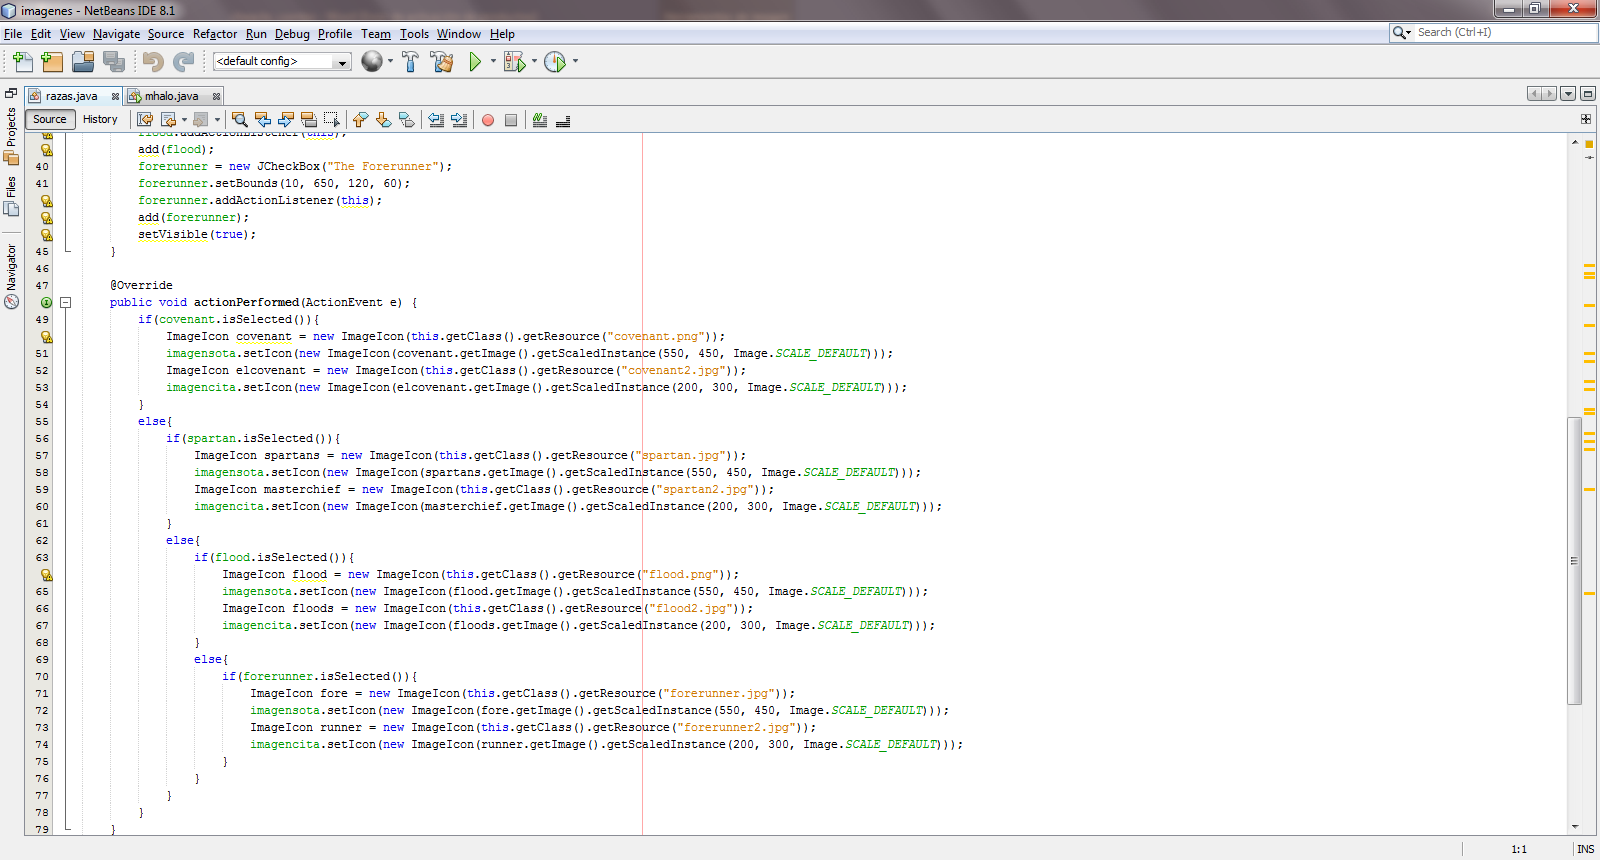 imagenes - NetBeans IDE 8.1
File Edit View Navigate Source Refactor Run Debug Profile Team Tools Window Help
Search (Ctrl+I)
<default config>
razas.java
mhalo.java
Source History
Projects
Files
Navigator
flood.addActionListener(this);
add(flood);
40 forerunner = new JCheckBox("The Forerunner");
41 forerunner.setBounds(10, 650, 120, 60);
forerunner.addActionListener(this);
add(forerunner);
setVisible(true);
45 }
46
47 @Override
public void actionPerformed(ActionEvent e) {
49 if(covenant.isSelected()){
ImageIcon covenant = new ImageIcon(this.getClass().getResource("covenant.png"));
51 imagensota.setIcon(new ImageIcon(covenant.getImage().getScaledInstance(550, 450, Image.SCALE_DEFAULT)));
52 ImageIcon elcovenant = new ImageIcon(this.getClass().getResource("covenant2.jpg"));
53 imagencita.setIcon(new ImageIcon(elcovenant.getImage().getScaledInstance(200, 300, Image.SCALE_DEFAULT)));
54 }
55 else{
56 if(spartan.isSelected()){
57 ImageIcon spartans = new ImageIcon(this.getClass().getResource("spartan.jpg"));
58 imagensota.setIcon(new ImageIcon(spartans.getImage().getScaledInstance(550, 450, Image.SCALE_DEFAULT)));
59 ImageIcon masterchief = new ImageIcon(this.getClass().getResource("spartan2.jpg"));
60 imagencita.setIcon(new ImageIcon(masterchief.getImage().getScaledInstance(200, 300, Image.SCALE_DEFAULT)));
61 }
62 else{
63 if(flood.isSelected()){
ImageIcon flood = new ImageIcon(this.getClass().getResource("flood.png"));
65 imagensota.setIcon(new ImageIcon(flood.getImage().getScaledInstance(550, 450, Image.SCALE_DEFAULT)));
66 ImageIcon floods = new ImageIcon(this.getClass().getResource("flood2.jpg"));
67 imagencita.setIcon(new ImageIcon(floods.getImage().getScaledInstance(200, 300, Image.SCALE_DEFAULT)));
68 }
69 else{
70 if(forerunner.isSelected()){
71 ImageIcon fore = new ImageIcon(this.getClass().getResource("forerunner.jpg"));
72 imagensota.setIcon(new ImageIcon(fore.getImage().getScaledInstance(550, 450, Image.SCALE_DEFAULT)));
73 ImageIcon runner = new ImageIcon(this.getClass().getResource("forerunner2.jpg"));
74 imagencita.setIcon(new ImageIcon(runner.getImage().getScaledInstance(200, 300, Image.SCALE_DEFAULT)));
75 }
76 }
77 }
78 }
79 }
1:1 INS